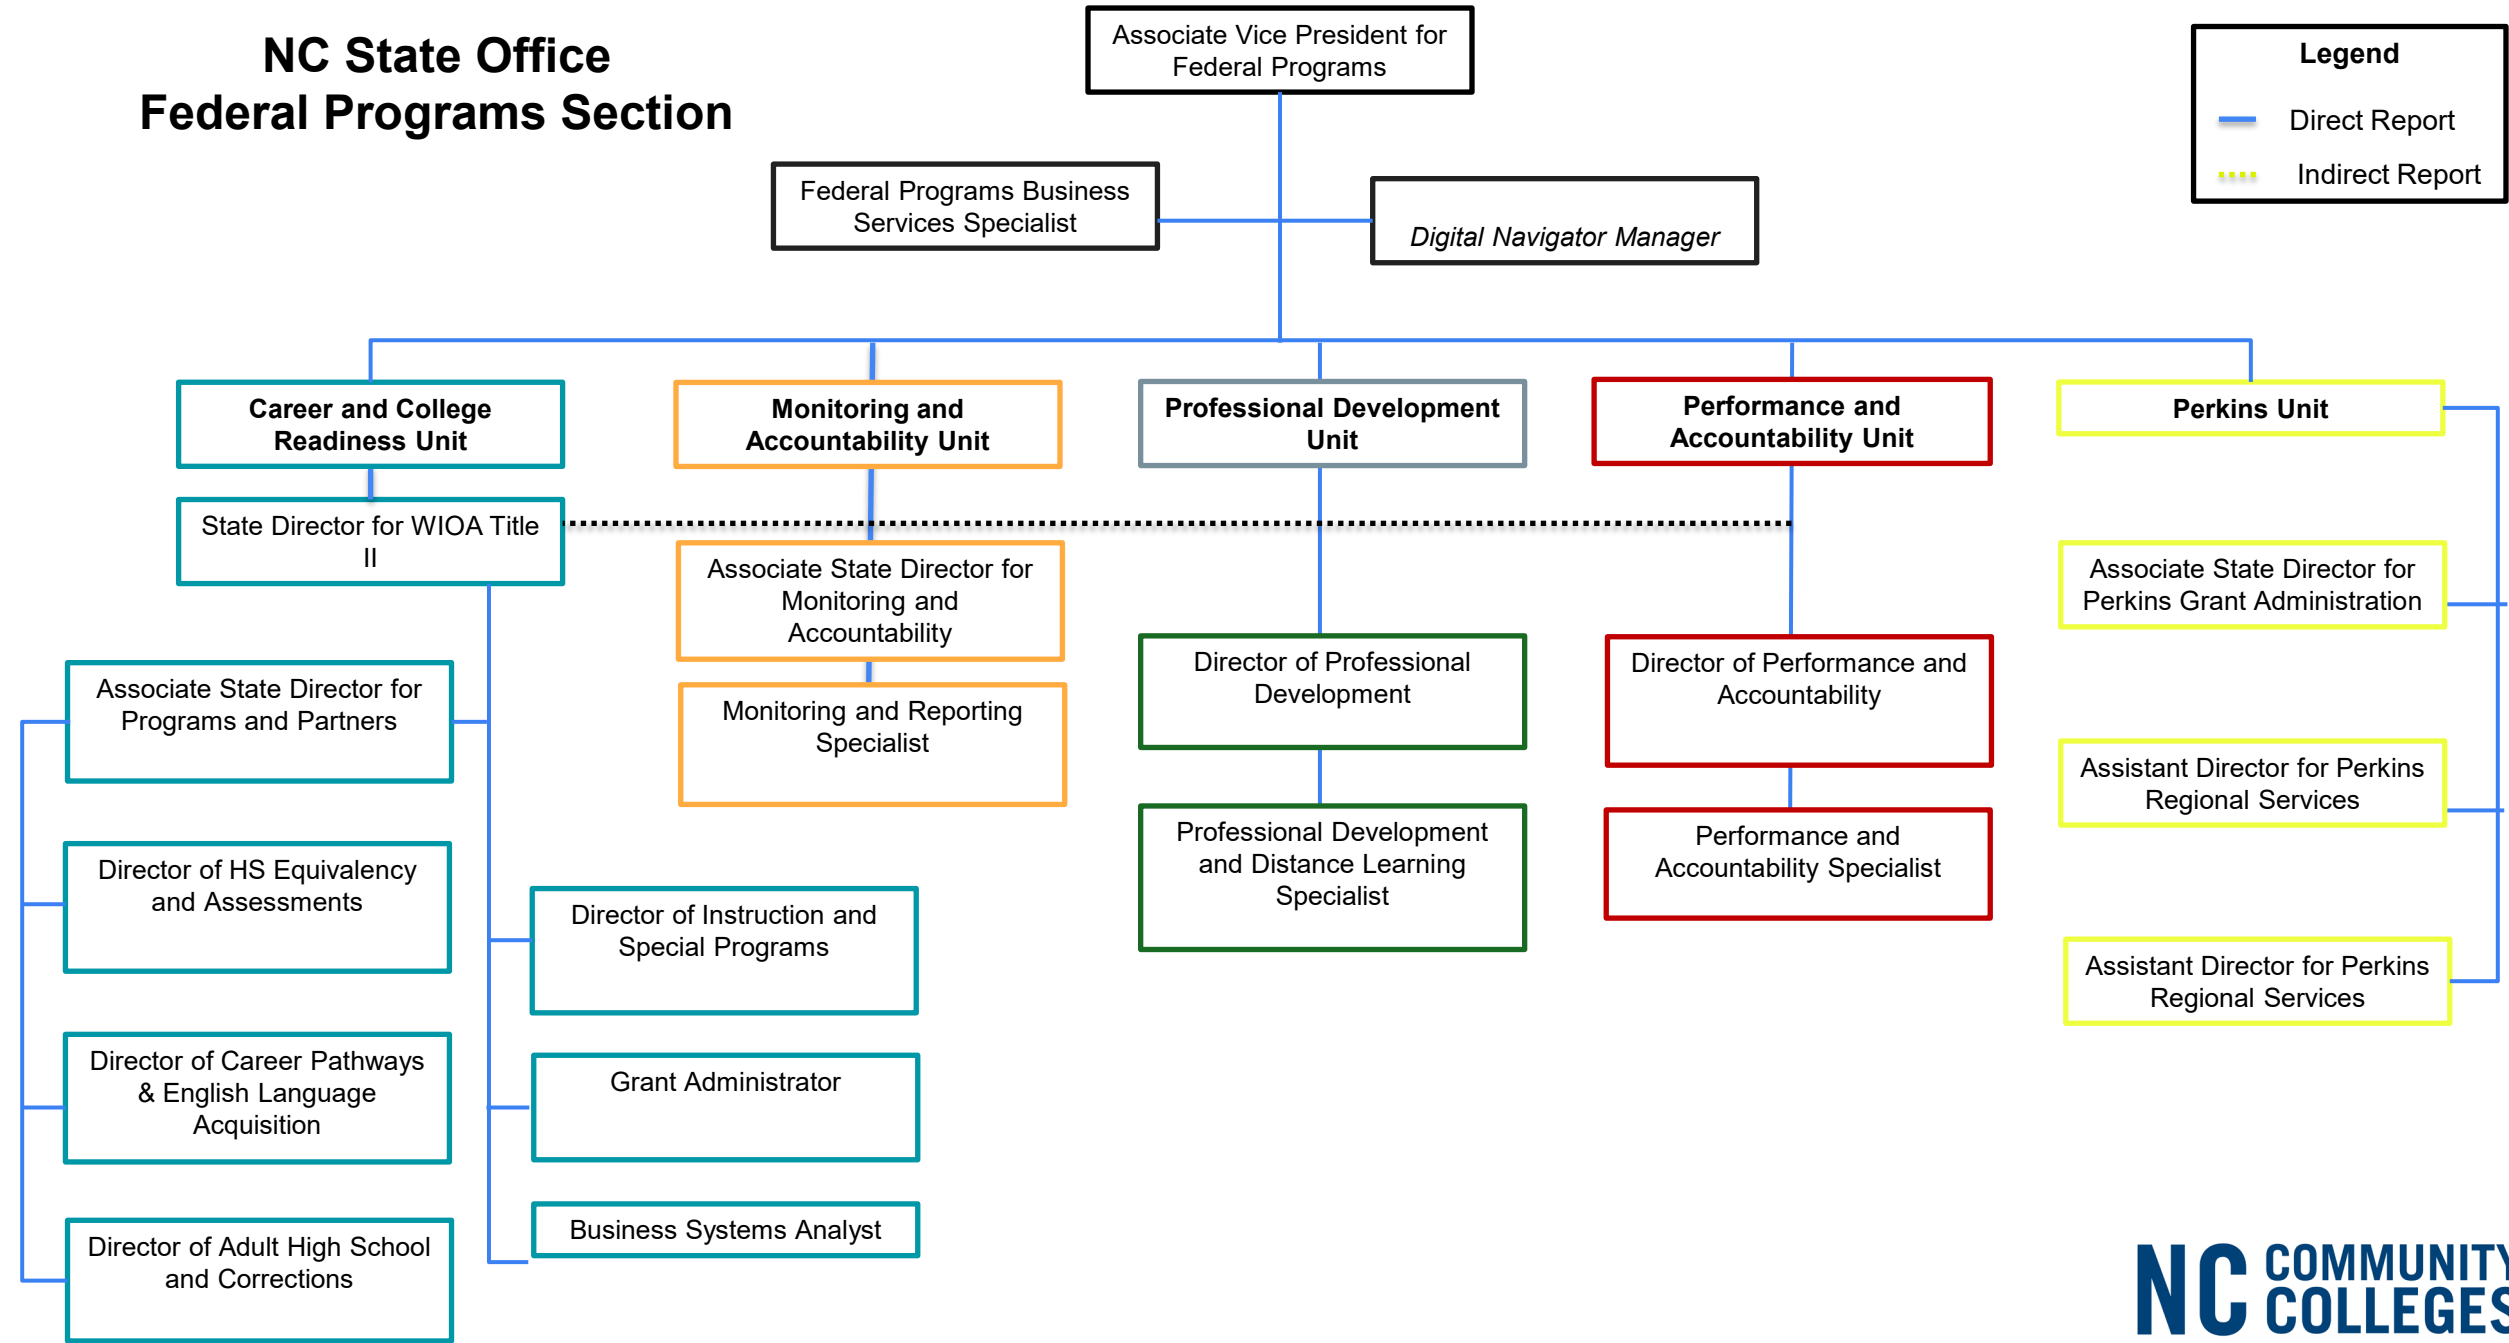 NC State Office
Federal Programs Section
Associate Vice President for
Federal Programs
Legend
Direct Report
Indirect Report
Federal Programs Business
Services Specialist
Digital Navigator Manager
Career and College
Readiness Unit
Monitoring and
Accountability Unit
Professional Development
Unit
Performance and
Accountability Unit
Perkins Unit
State Director for WIOA Title
II
Associate State Director for
Monitoring and
Accountability
Associate State Director for
Perkins Grant Administration
Associate State Director for
Programs and Partners
Monitoring and Reporting
Specialist
Director of Professional
Development
Director of Performance and
Accountability
Assistant Director for Perkins
Regional Services
Director of HS Equivalency
and Assessments
Director of Instruction and
Special Programs
Professional Development
and Distance Learning
Specialist
Performance and
Accountability Specialist
Assistant Director for Perkins
Regional Services
Director of Career Pathways
& English Language
Acquisition
Grant Administrator
Director of Adult High School
and Corrections
Business Systems Analyst
NC COMMUNITY
COLLEGES